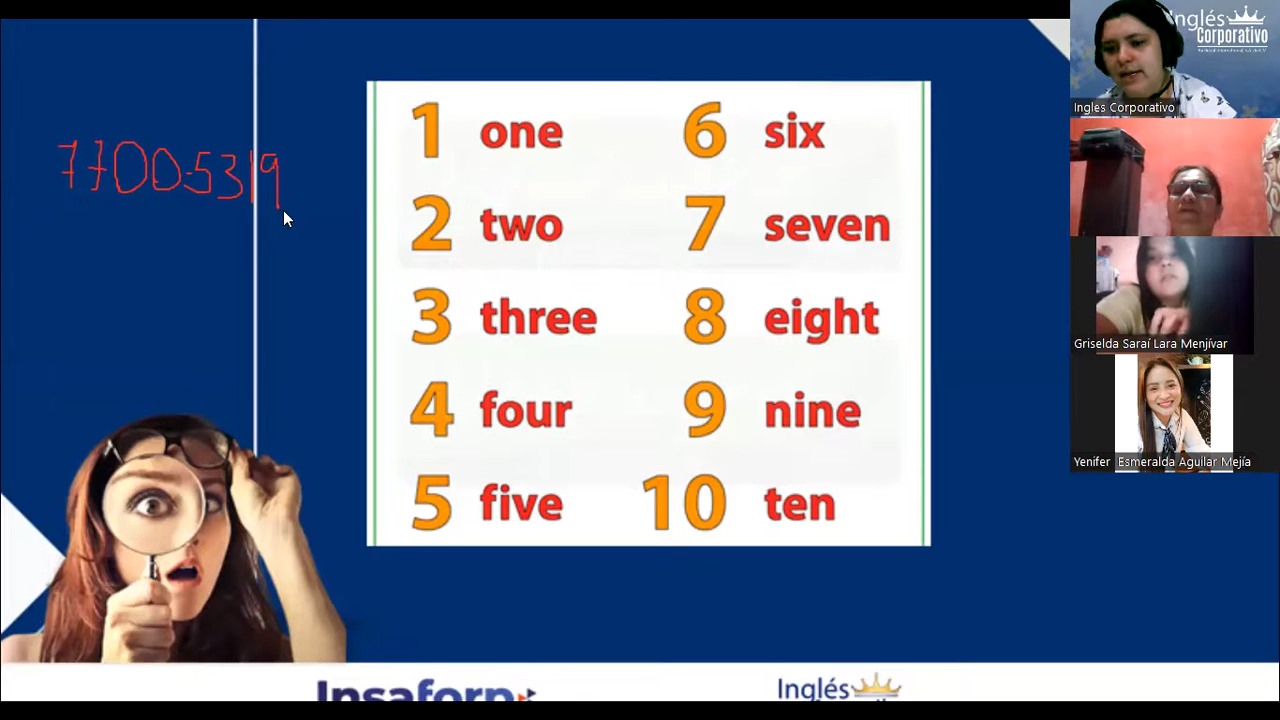 7700-5319
1 one
2 two
3 three
4 four
5 five
6 six
7 seven
8 eight
9 nine
10 ten
Inglés
Corporativo
Ingles Corporativo
Griselda Saraí Lara Menjívar
Yenifer Esmeralda Aguilar Mejía
Insaforp
Inglés